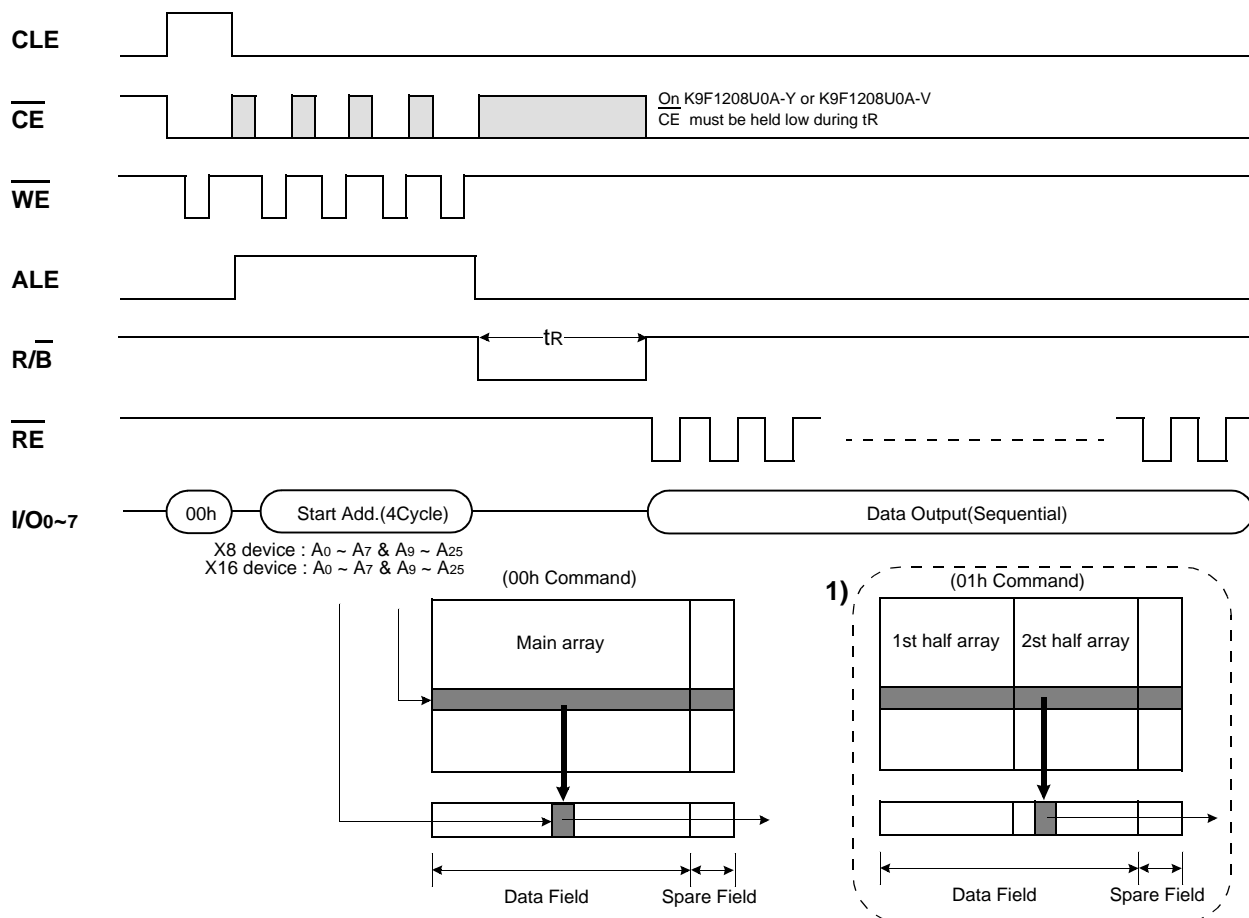 CLE
CE
On K9F1208U0A-Y or K9F1208U0A-V
CE must be held low during tR
WE
ALE
R/B
tR
RE
I/O0~7
00h
Start Add.(4Cycle)
Data Output(Sequential)
X8 device : A0 ~ A7 & A9 ~ A25
X16 device : A0 ~ A7 & A9 ~ A25
(00h Command)
1)
(01h Command)
Main array
1st half array
2st half array
Data Field
Spare Field
Data Field
Spare Field